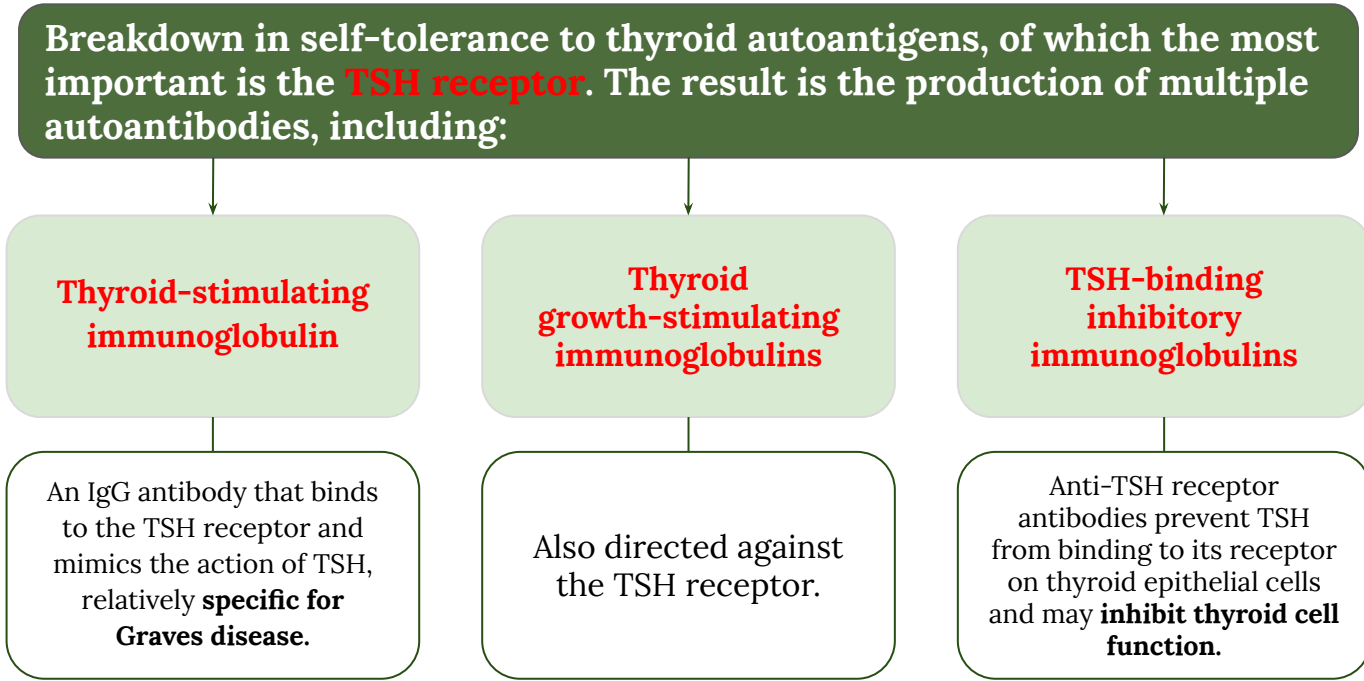 Breakdown in self-tolerance to thyroid autoantigens, of which the most
important is the TSH receptor. The result is the production of multiple
autoantibodies, including:
Thyroid-stimulating
immunoglobulin
Thyroid
growth-stimulating
immunoglobulins
TSH-binding
inhibitory
immunoglobulins
An IgG antibody that binds
to the TSH receptor and
mimics the action of TSH,
relatively specific for
Graves disease.
Also directed against
the TSH receptor.
Anti-TSH receptor
antibodies prevent TSH
from binding to its receptor
on thyroid epithelial cells
and may inhibit thyroid cell
function.